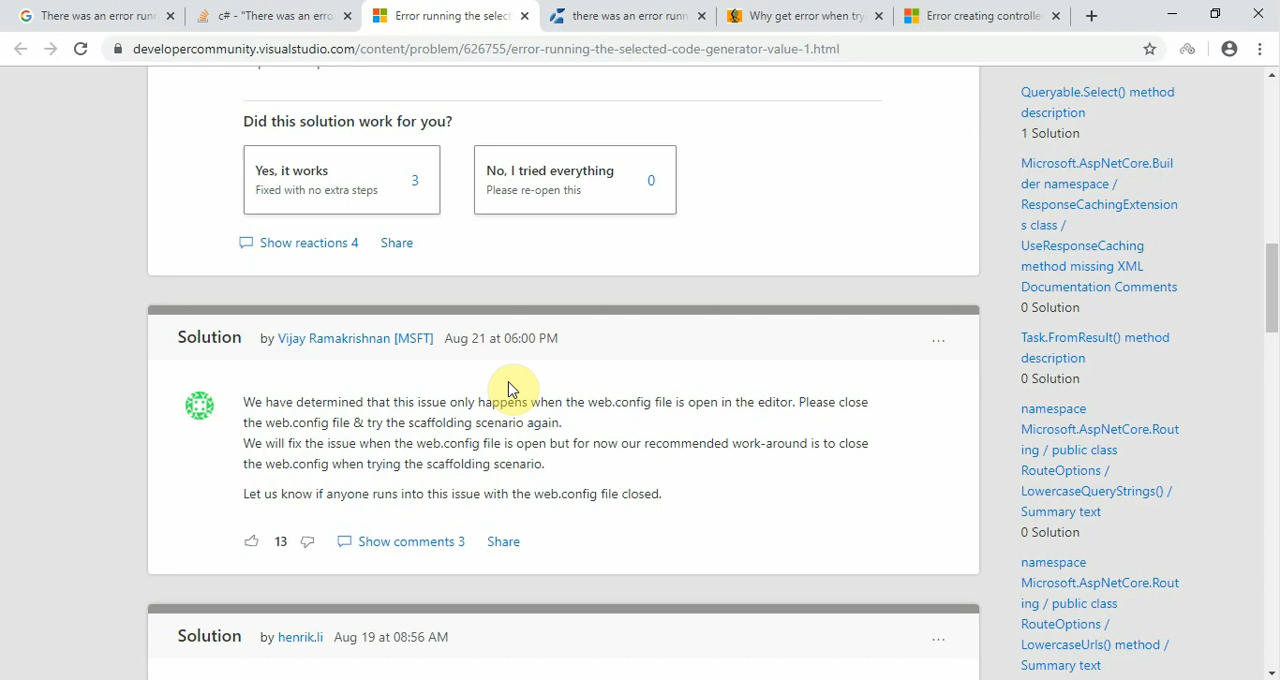 There was an error runn
c# - "There was an erro
Error running the selec
there was an error runn
Why get error when try
Error creating controlle
developercommunity.visualstudio.com/content/problem/626755/error-running-the-selected-code-generator-value-1.html
Did this solution work for you?
Yes, it works
Fixed with no extra steps
3
No, I tried everything
Please re-open this
0
Show reactions 4
Share
Solution by Vijay Ramakrishnan [MSFT] Aug 21 at 06:00 PM
...
We have determined that this issue only happens when the web.config file is open in the editor. Please close
the web.config file & try the scaffolding scenario again.
We will fix the issue when the web.config file is open but for now our recommended work-around is to close
the web.config when trying the scaffolding scenario.
Let us know if anyone runs into this issue with the web.config file closed.
13
Show comments 3
Share
Solution by henrik.li Aug 19 at 08:56 AM
...
Queryable.Select() method
description
1 Solution
Microsoft.AspNetCore.Buil
der namespace /
ResponseCachingExtension
s class /
UseResponseCaching
method missing XML
Documentation Comments
0 Solution
Task.FromResult() method
description
0 Solution
namespace
Microsoft.AspNetCore.Rout
ing / public class
RouteOptions /
LowercaseQueryStrings() /
Summary text
0 Solution
namespace
Microsoft.AspNetCore.Rout
ing / public class
RouteOptions /
LowercaseUrls() method /
Summary text